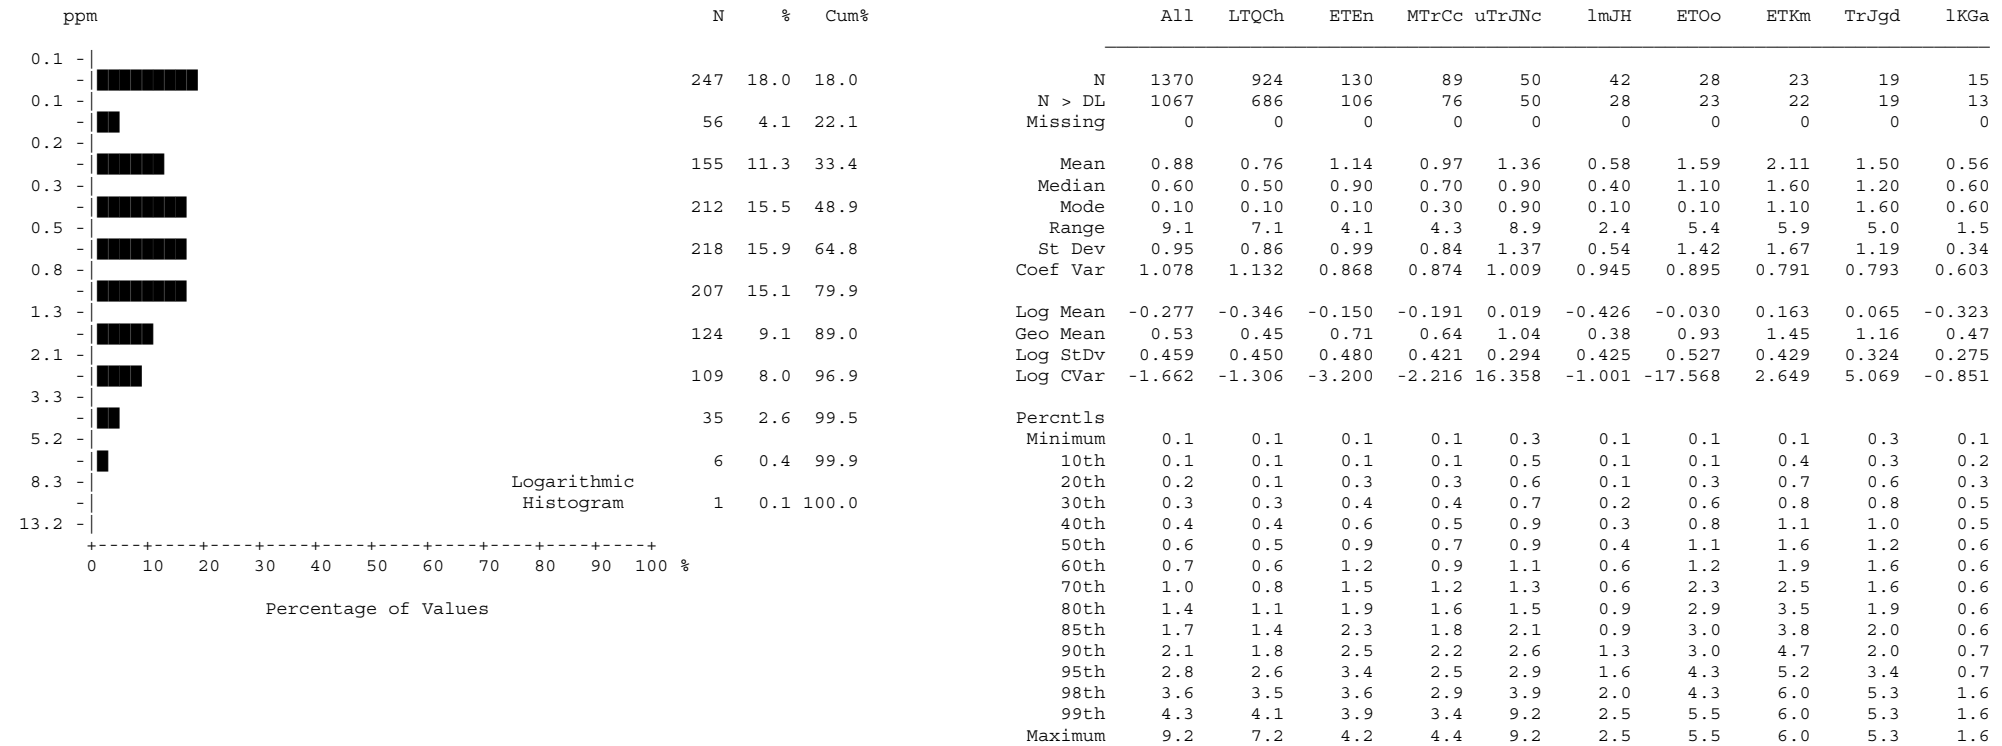 ppm N % Cum% All LTQCh ETEn MTrCc uTrJNc lmJH ETOo ETKm TrJgd lKGa
0.1 -|
-| 247 18.0 18.0 N 1370 924 130 89 50 42 28 23 19 15
0.1 -| N > DL 1067 686 106 76 50 28 23 22 19 13
-| 56 4.1 22.1 Missing 0 0 0 0 0 0 0 0 0 0
0.2 -|
-| 155 11.3 33.4 Mean 0.88 0.76 1.14 0.97 1.36 0.58 1.59 2.11 1.50 0.56
0.3 -| Median 0.60 0.50 0.90 0.70 0.90 0.40 1.10 1.60 1.20 0.60
-| 212 15.5 48.9 Mode 0.10 0.10 0.10 0.30 0.90 0.10 0.10 1.10 1.60 0.60
0.5 -| Range 9.1 7.1 4.1 4.3 8.9 2.4 5.4 5.9 5.0 1.5
-| 218 15.9 64.8 St Dev 0.95 0.86 0.99 0.84 1.37 0.54 1.42 1.67 1.19 0.34
0.8 -| Coef Var 1.078 1.132 0.868 0.874 1.009 0.945 0.895 0.791 0.793 0.603
-| 207 15.1 79.9
1.3 -| Log Mean -0.277 -0.346 -0.150 -0.191 0.019 -0.426 -0.030 0.163 0.065 -0.323
-| 124 9.1 89.0 Geo Mean 0.53 0.45 0.71 0.64 1.04 0.38 0.93 1.45 1.16 0.47
2.1 -| Log StDv 0.459 0.450 0.480 0.421 0.294 0.425 0.527 0.429 0.324 0.275
-| 109 8.0 96.9 Log CVar -1.662 -1.306 -3.200 -2.216 16.358 -1.001 -17.568 2.649 5.069 -0.851
3.3 -|
-| 35 2.6 99.5 Percntls
5.2 -| Minimum 0.1 0.1 0.1 0.1 0.3 0.1 0.1 0.1 0.3 0.1
-| 6 0.4 99.9 10th 0.1 0.1 0.1 0.1 0.5 0.1 0.1 0.4 0.3 0.2
8.3 -| Logarithmic 20th 0.2 0.1 0.3 0.3 0.6 0.1 0.3 0.7 0.6 0.3
-| Histogram 1 0.1 100.0 30th 0.3 0.3 0.4 0.4 0.7 0.2 0.6 0.8 0.8 0.5
13.2 -| 40th 0.4 0.4 0.6 0.5 0.9 0.3 0.8 1.1 1.0 0.5
+----+----+----+----+----+----+----+----+----+----+ 50th 0.6 0.5 0.9 0.7 0.9 0.4 1.1 1.6 1.2 0.6
0 10 20 30 40 50 60 70 80 90 100 % 60th 0.7 0.6 1.2 0.9 1.1 0.6 1.2 1.9 1.6 0.6
70th 1.0 0.8 1.5 1.2 1.3 0.6 2.3 2.5 1.6 0.6
Percentage of Values 80th 1.4 1.1 1.9 1.6 1.5 0.9 2.9 3.5 1.9 0.6
85th 1.7 1.4 2.3 1.8 2.1 0.9 3.0 3.8 2.0 0.6
90th 2.1 1.8 2.5 2.2 2.6 1.3 3.0 4.7 2.0 0.7
95th 2.8 2.6 3.4 2.5 2.9 1.6 4.3 5.2 3.4 0.7
98th 3.6 3.5 3.6 2.9 3.9 2.0 4.3 6.0 5.3 1.6
99th 4.3 4.1 3.9 3.4 9.2 2.5 5.5 6.0 5.3 1.6
Maximum 9.2 7.2 4.2 4.4 9.2 2.5 5.5 6.0 5.3 1.6